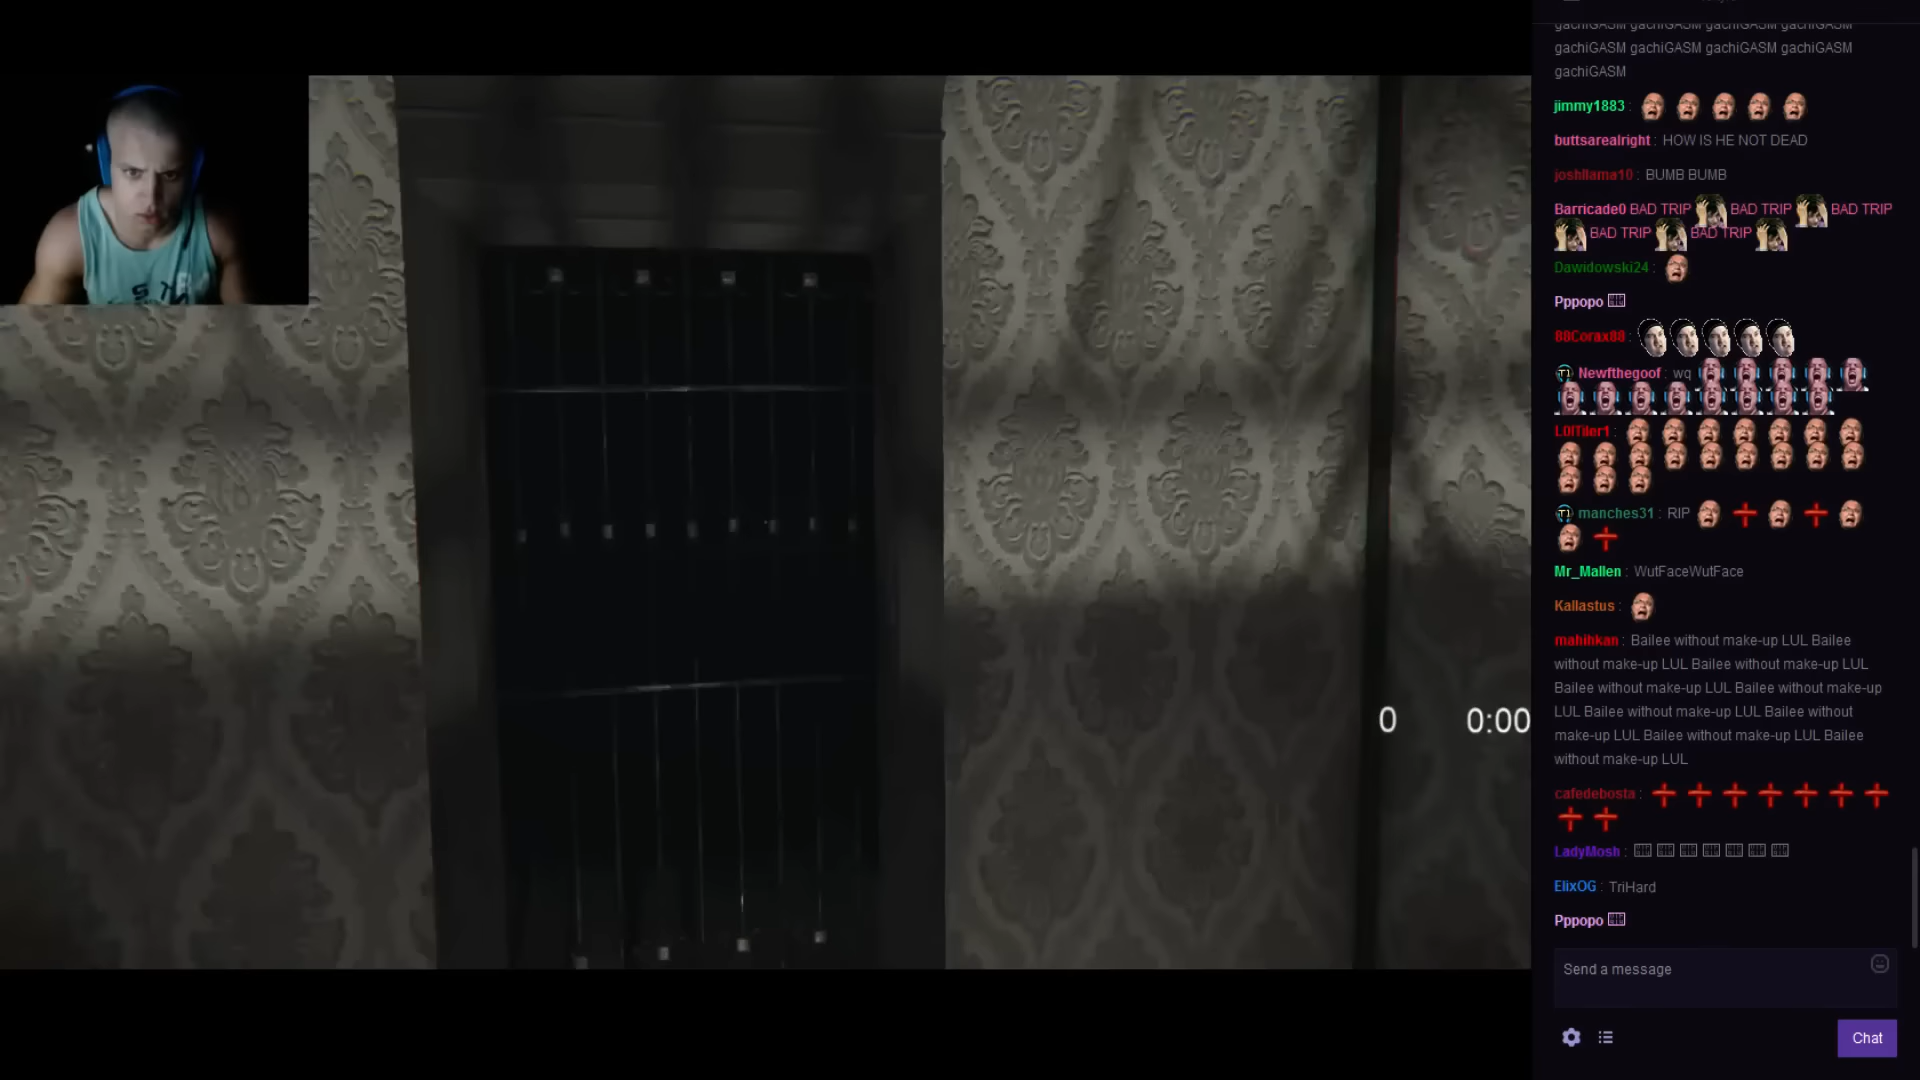 gachiGASM gachiGASM gachiGASM gachiGASM
gachiGASM gachiGASM gachiGASM gachiGASM
gachiGASM
jimmy1883 :
buttsarealright : HOW IS HE NOT DEAD
joshllama10 : BUMB BUMB
Barricade0 BAD TRIP BAD TRIP BAD TRIP
BAD TRIP BAD TRIP
Dawidowski24 :
Pppopo
80Corax88 :
Newfthegoof : wq
manches31 : RIP
Mr_Mallen : WutFaceWutFace
Kallastus :
mahihkan : Bailee without make-up LUL Bailee
without make-up LUL Bailee without make-up LUL
Bailee without make-up LUL Bailee without make-up
LUL Bailee without make-up LUL Bailee without
make-up LUL Bailee without make-up LUL Bailee
without make-up LUL
cafedebosta :
LadyMosh :
ElixOG : TriHard
Pppopo
Send a message
Chat
0 0:00